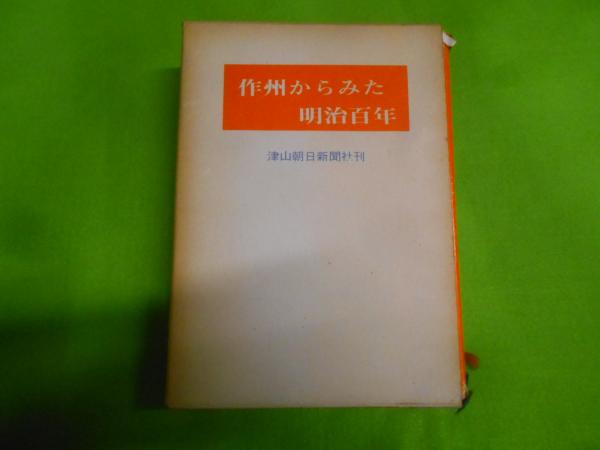 作州からみた
明治百年
津山朝日新聞社刊